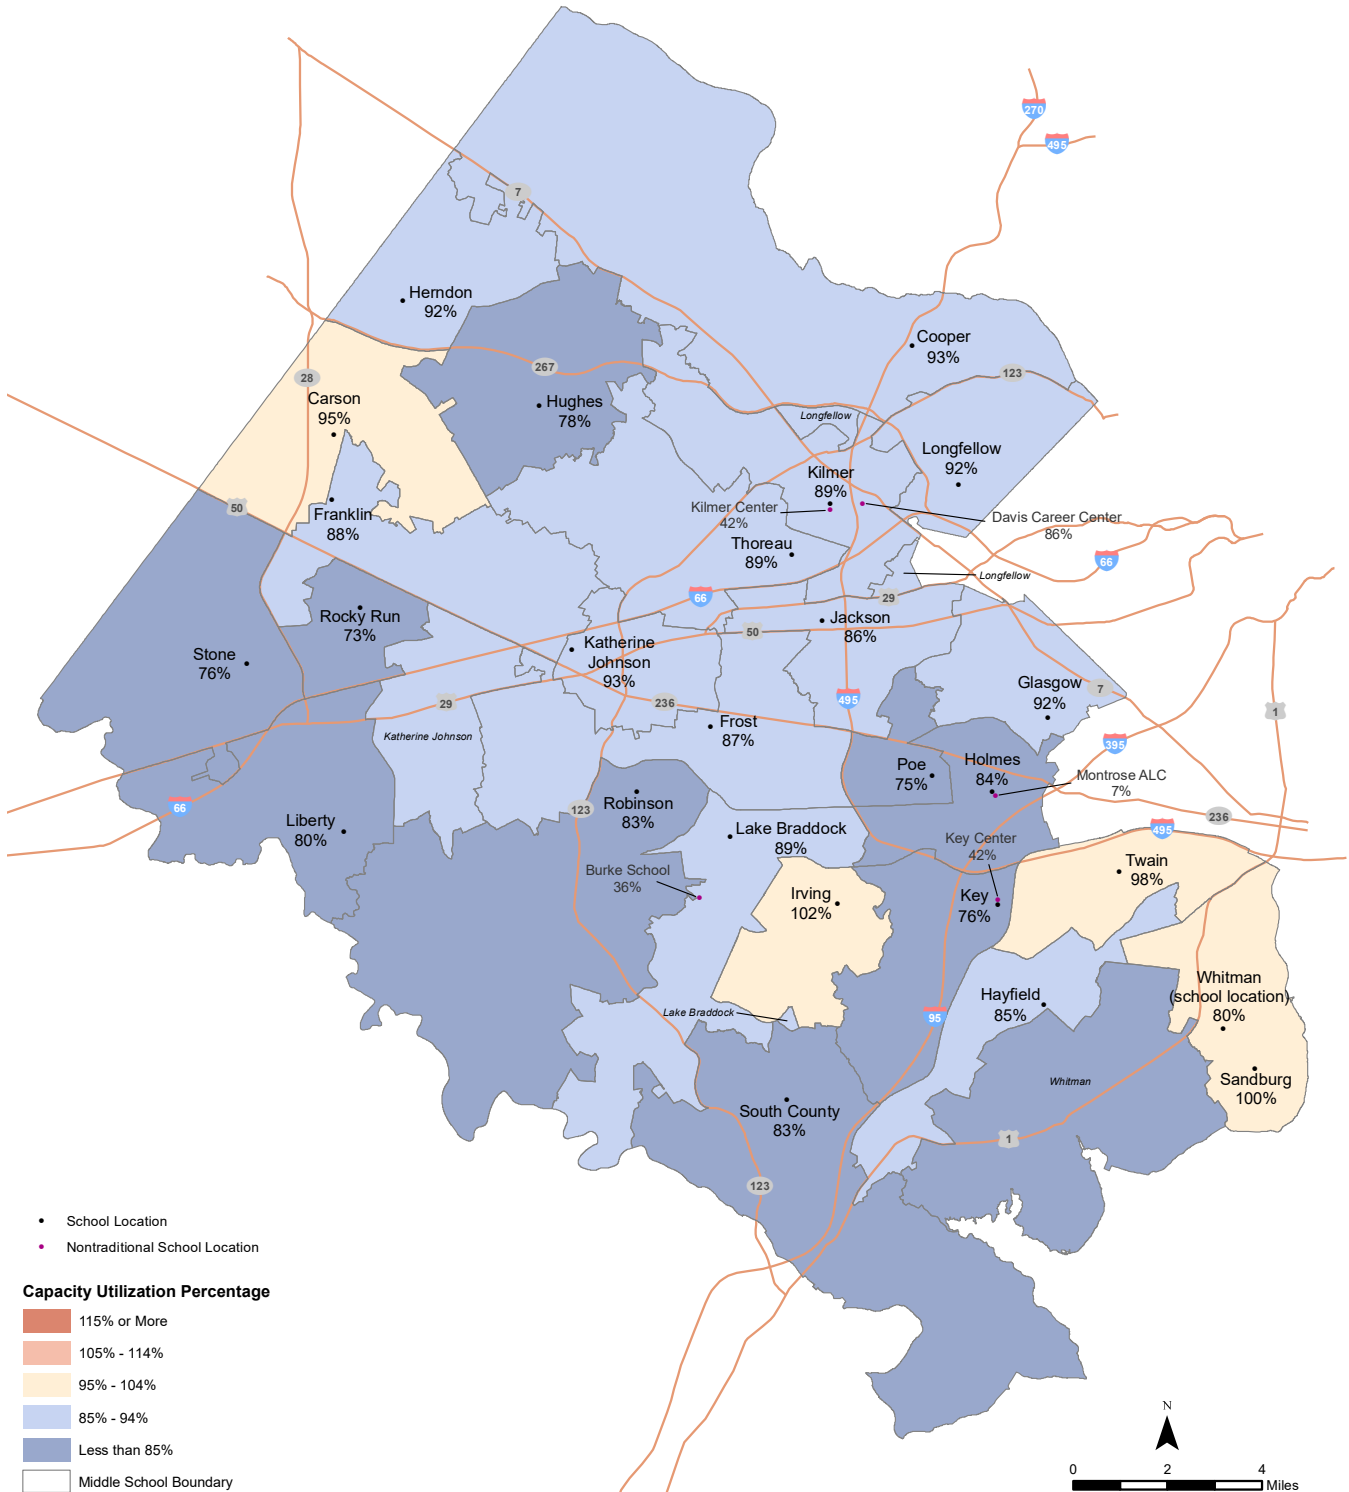 270
495
7
Herndon
92%
Cooper
93%
267
123
28
Carson
95%
Hughes
78%
Longfellow
Longfellow
92%
Kilmer
89%
50
Franklin
88%
Kilmer Center
42%
Davis Career Center
86%
Thoreau
89%
66
Longfellow
66
29
Rocky Run
73%
Jackson
86%
50
Katherine
Johnson
93%
Stone
76%
Glasgow
92%
7
29
236
495
1
Katherine Johnson
Frost
87%
395
Poe
75%
Holmes
84%
Montrose ALC
7%
66
Robinson
83%
123
236
Liberty
80%
Lake Braddock
89%
495
Key Center
42%
Twain
98%
Burke School
36%
Irving
102%
Key
76%
Whitman
(school location)
80%
Hayfield
85%
Lake Braddock
95
Sandburg
100%
Whitman
South County
83%
1
123
School Location
Nontraditional School Location
Capacity Utilization Percentage
115% or More
105% - 114%
95% - 104%
85% - 94%
Less than 85%
Middle School Boundary
N
0 2 4
Miles